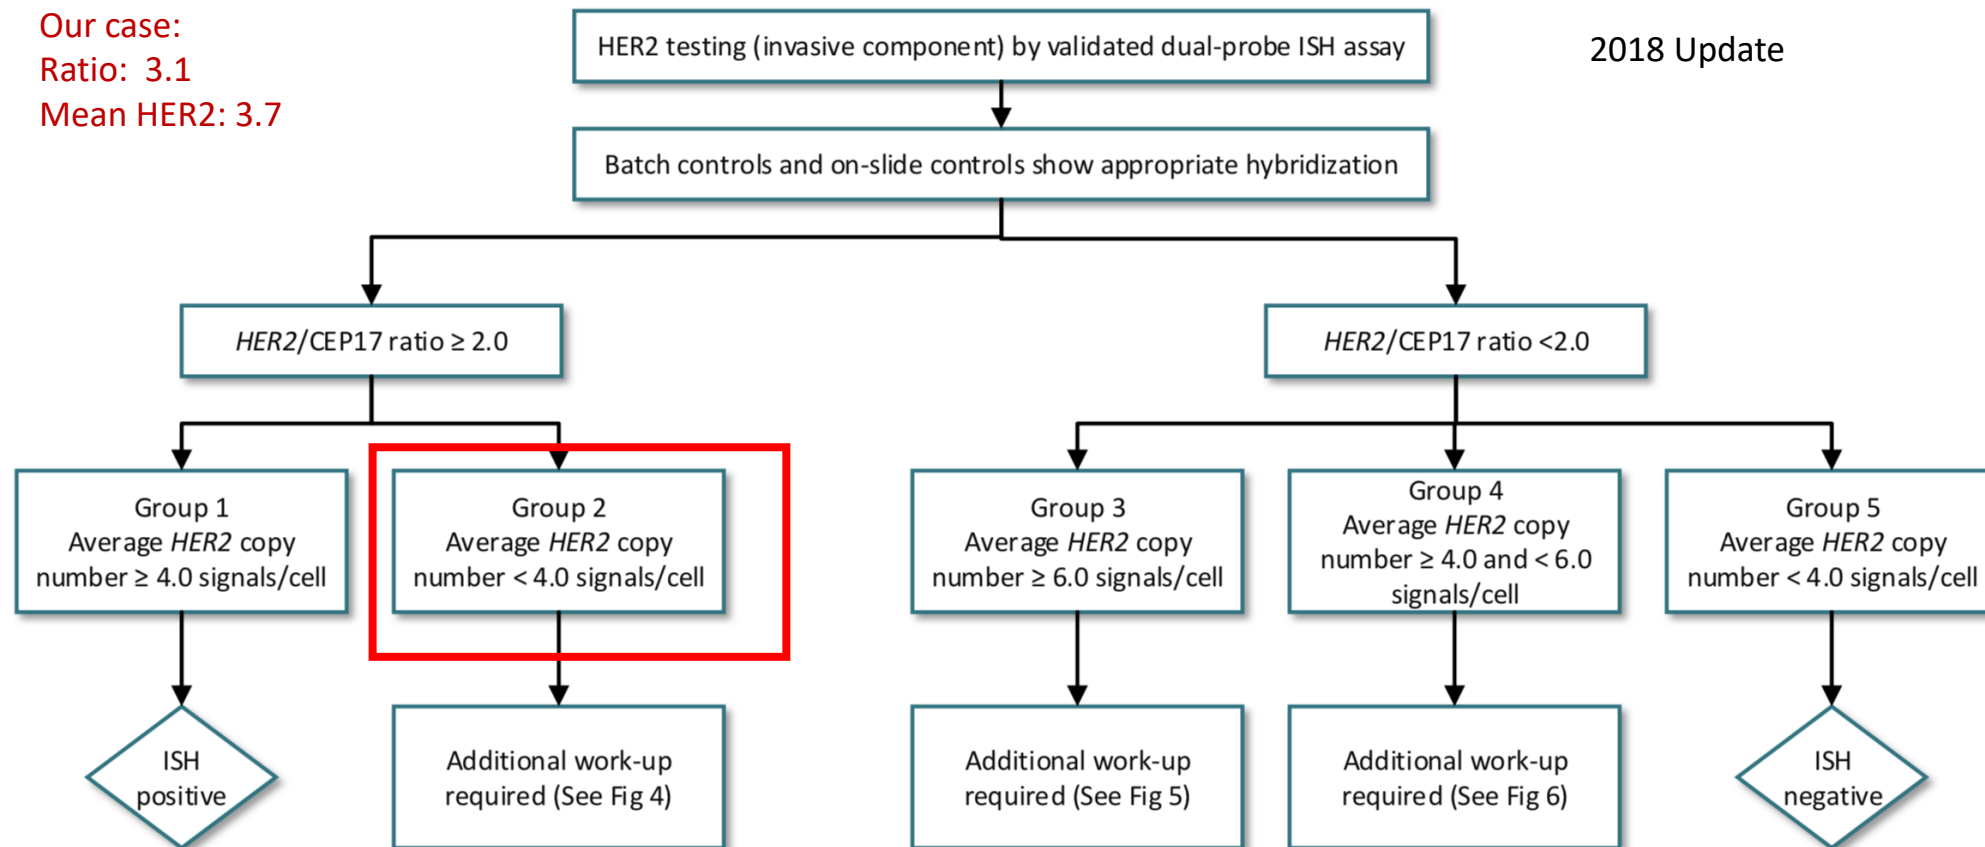 Our case:
Ratio:  3.1
Mean HER2: 3.7
HER2 testing (invasive component) by validated dual-probe ISH assay
2018 Update
Batch controls and on-slide controls show appropriate hybridization
HER2/CEP17 ratio ≥ 2.0
HER2/CEP17 ratio <2.0
Group 1
Average HER2 copy
number ≥ 4.0 signals/cell
Group 2
Average HER2 copy
number < 4.0 signals/cell
Group 3
Average HER2 copy
number ≥ 6.0 signals/cell
Group 4
Average HER2 copy
number ≥ 4.0 and < 6.0
signals/cell
Group 5
Average HER2 copy
number < 4.0 signals/cell
ISH
positive
Additional work-up
required (See Fig 4)
Additional work-up
required (See Fig 5)
Additional work-up
required (See Fig 6)
ISH
negative